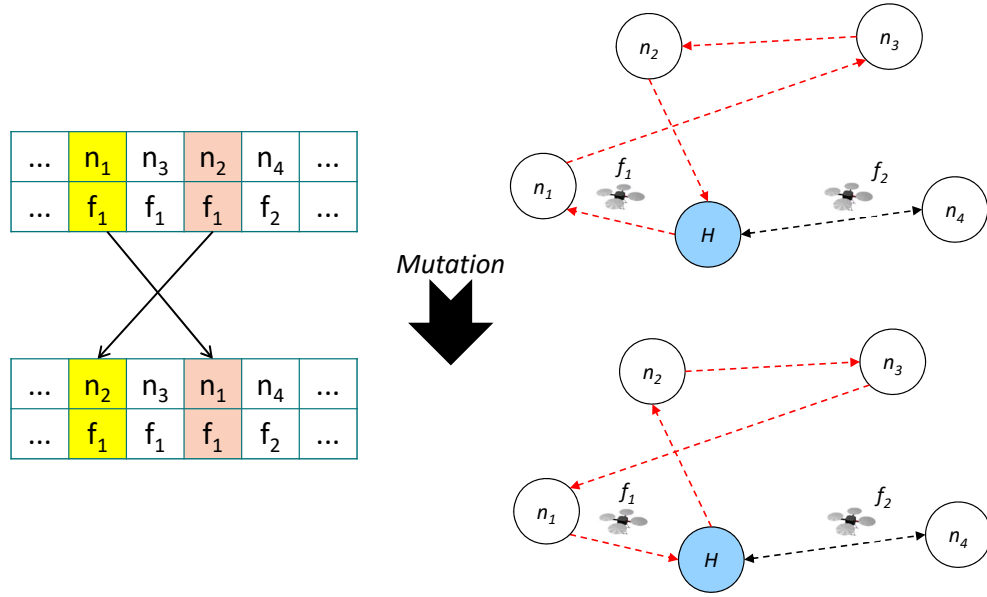 ... n₁ n₃ n₂ n₄ ...
... f₁ f₁ f₁ f₂ ...
Mutation
... n₂ n₃ n₁ n₄ ...
... f₁ f₁ f₁ f₂ ...
n₂
n₃
n₁
f₁
f₂
H
n₄
n₂
n₃
n₁
f₁
f₂
H
n₄